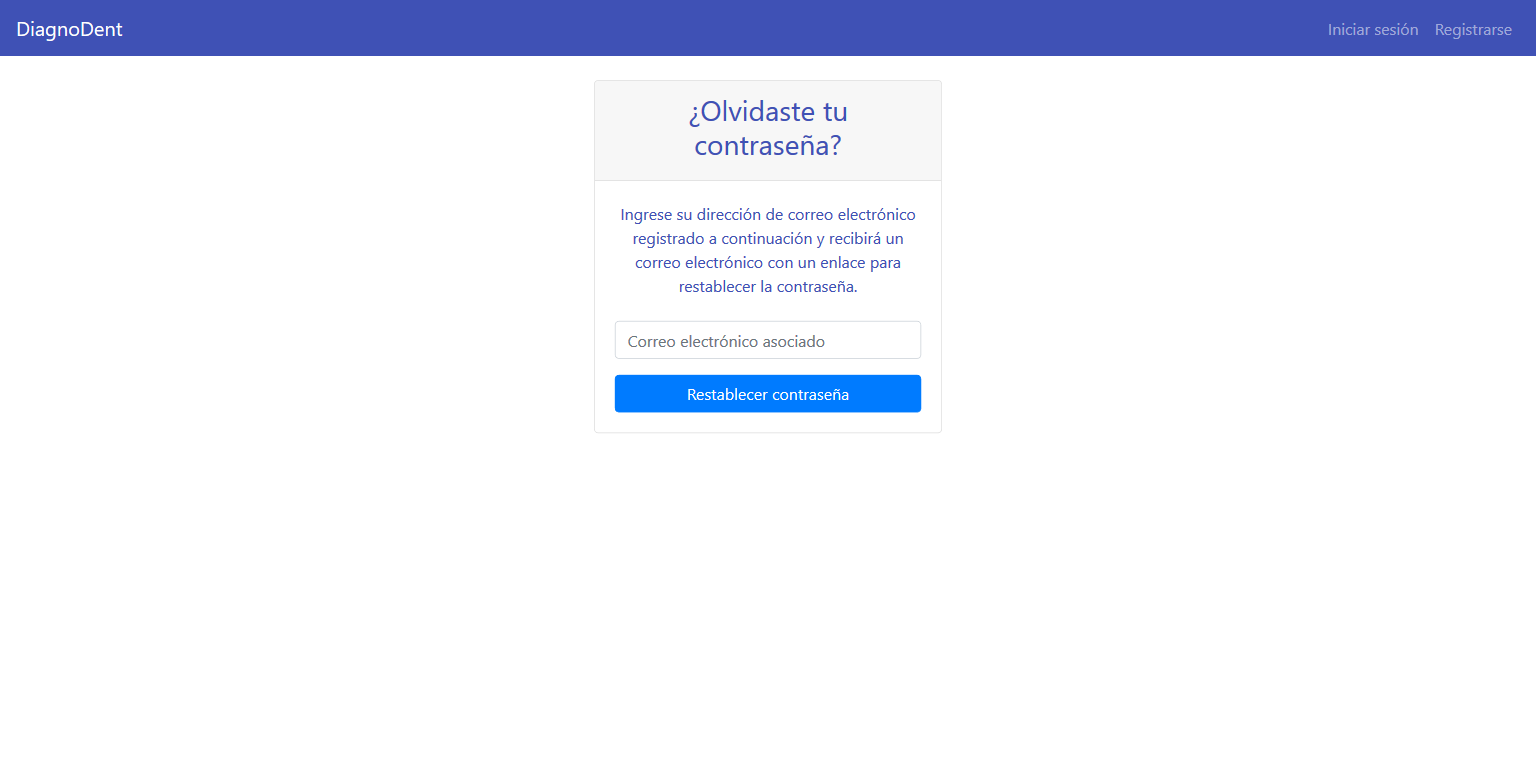 DiagnoDent
Iniciar sesión
Registrarse
¿Olvidaste tu
contraseña?
Ingrese su dirección de correo electrónico
registrado a continuación y recibirá un
correo electrónico con un enlace para
restablecer la contraseña.
Correo electrónico asociado
Restablecer contraseña